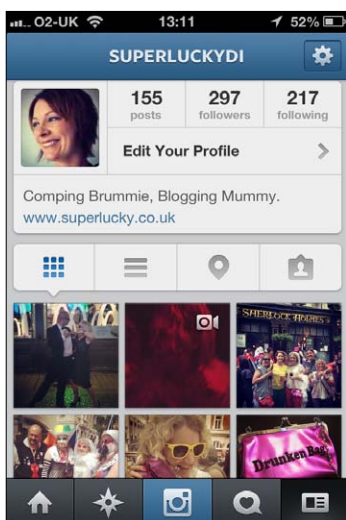 O2-UK 13:11 52%
SUPERLUCKYDI
155 297 217
posts followers following
Edit Your Profile
Comping Brummie, Blogging Mummy.
www.superlucky.co.uk
SHERLOCK HOLMES
Drunken Bag